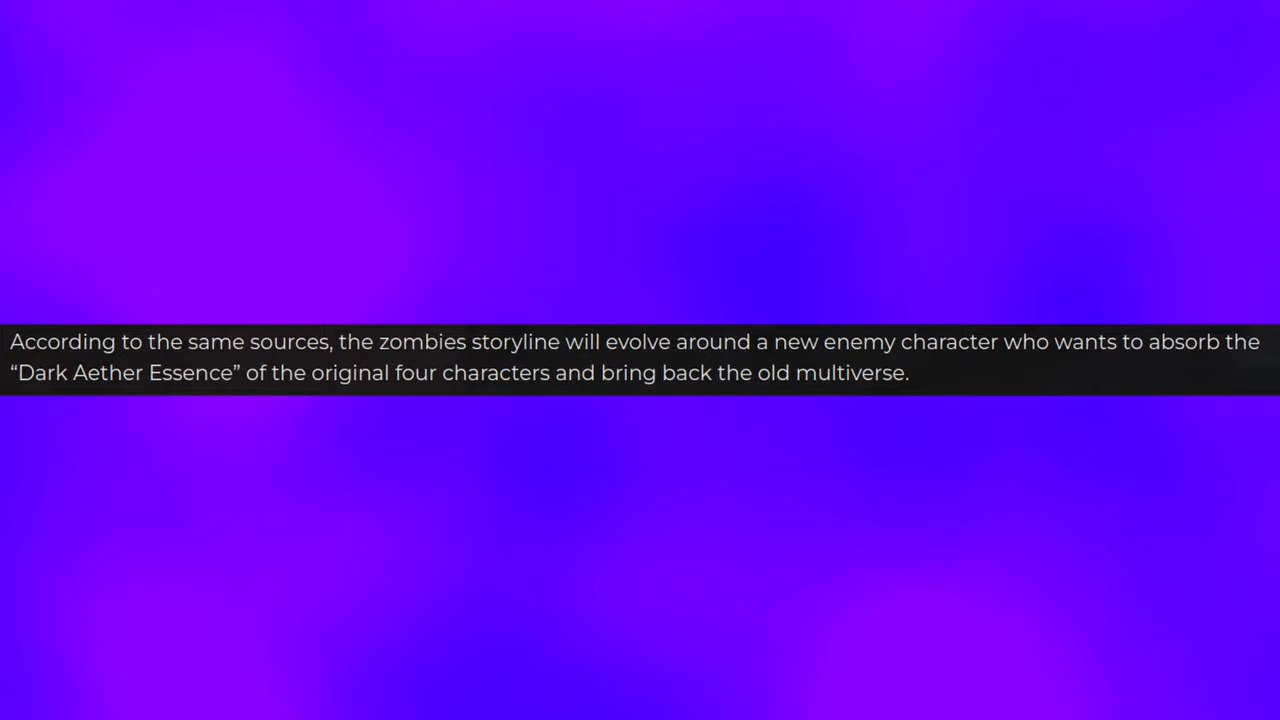 According to the same sources, the zombies storyline will evolve around a new enemy character who wants to absorb the
“Dark Aether Essence” of the original four characters and bring back the old multiverse.